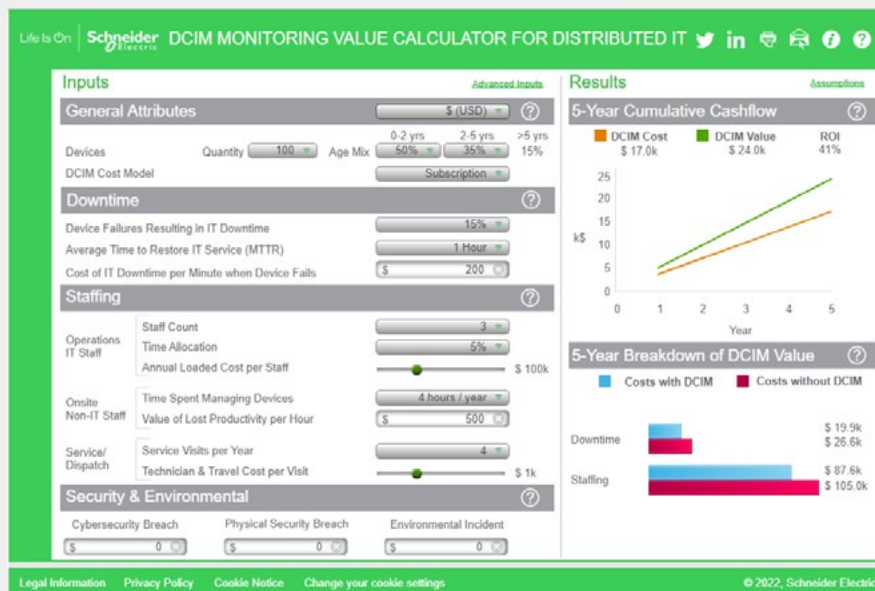 Life Is On Schneider Electric DCIM MONITORING VALUE CALCULATOR FOR DISTRIBUTED IT
Inputs
Advanced Inputs
General Attributes $ (USD)
0-2 yrs 2-5 yrs >5 yrs
Devices Quantity 100 Age Mix 50% 35% 15%
DCIM Cost Model Subscription
Downtime
Device Failures Resulting in IT Downtime 15%
Average Time to Restore IT Service (MTTR) 1 Hour
Cost of IT Downtime per Minute when Device Fails $ 200
Staffing
Operations IT Staff
Staff Count 3
Time Allocation 5%
Annual Loaded Cost per Staff $ 100k
Onsite Non-IT Staff
Time Spent Managing Devices 4 hours / year
Value of Lost Productivity per Hour $ 500
Service/ Dispatch
Service Visits per Year 4
Technician & Travel Cost per Visit $ 1k
Security & Environmental
Cybersecurity Breach Physical Security Breach Environmental Incident
$ 0 $ 0 $ 0
Results
Assumptions
5-Year Cumulative Cashflow
DCIM Cost DCIM Value ROI
$ 17.0k $ 24.0k 41%
25
20
15
k$ 10
5
0
0 1 2 3 4 5
Year
5-Year Breakdown of DCIM Value
Costs with DCIM Costs without DCIM
Downtime $ 19.9k
$ 26.6k
Staffing $ 87.6k
$ 105.0k
Legal Information Privacy Policy Cookie Notice Change your cookie settings © 2022, Schneider Electric